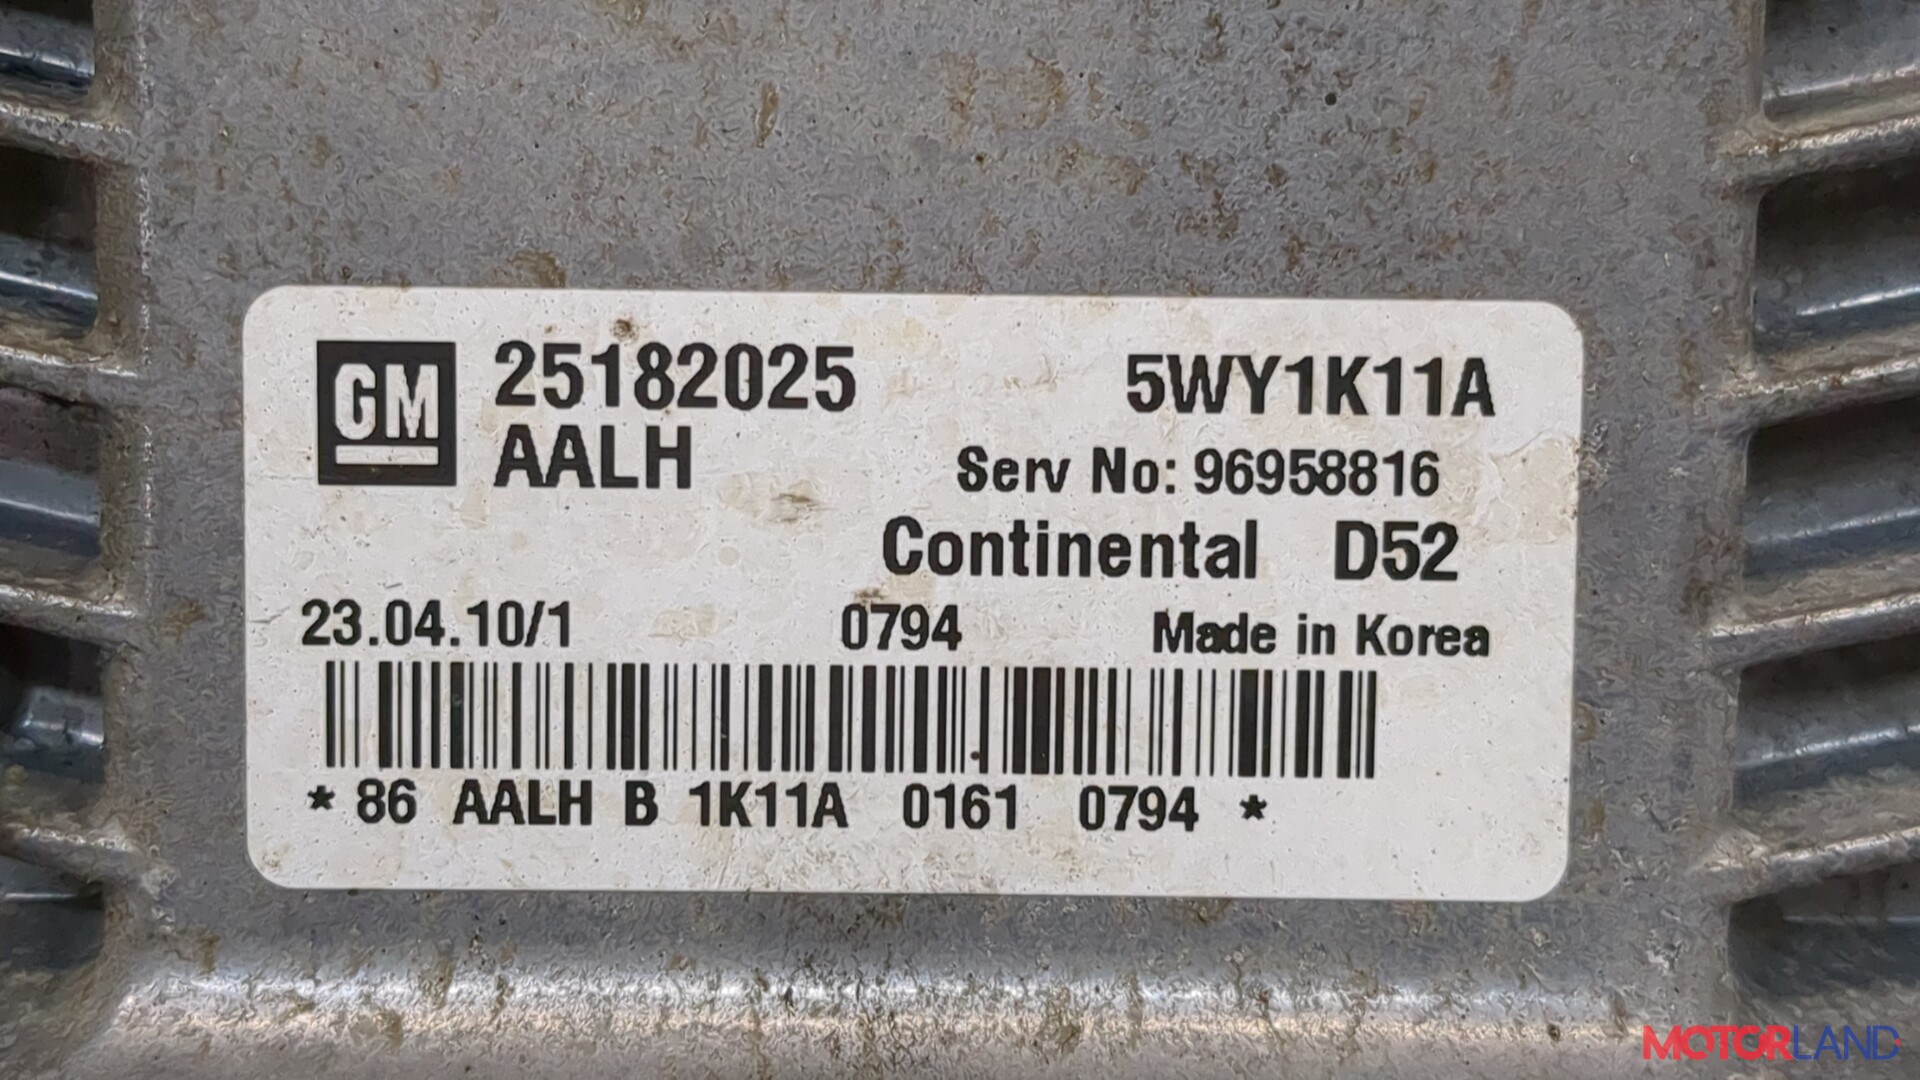 GM 25182025 5WY1K11A
AALH Serv No: 96958816
Continental D52
23.04.10/1 0794 Made in Korea
* 86 AALH B 1K11A 0161 0794 *
MOTORLAND